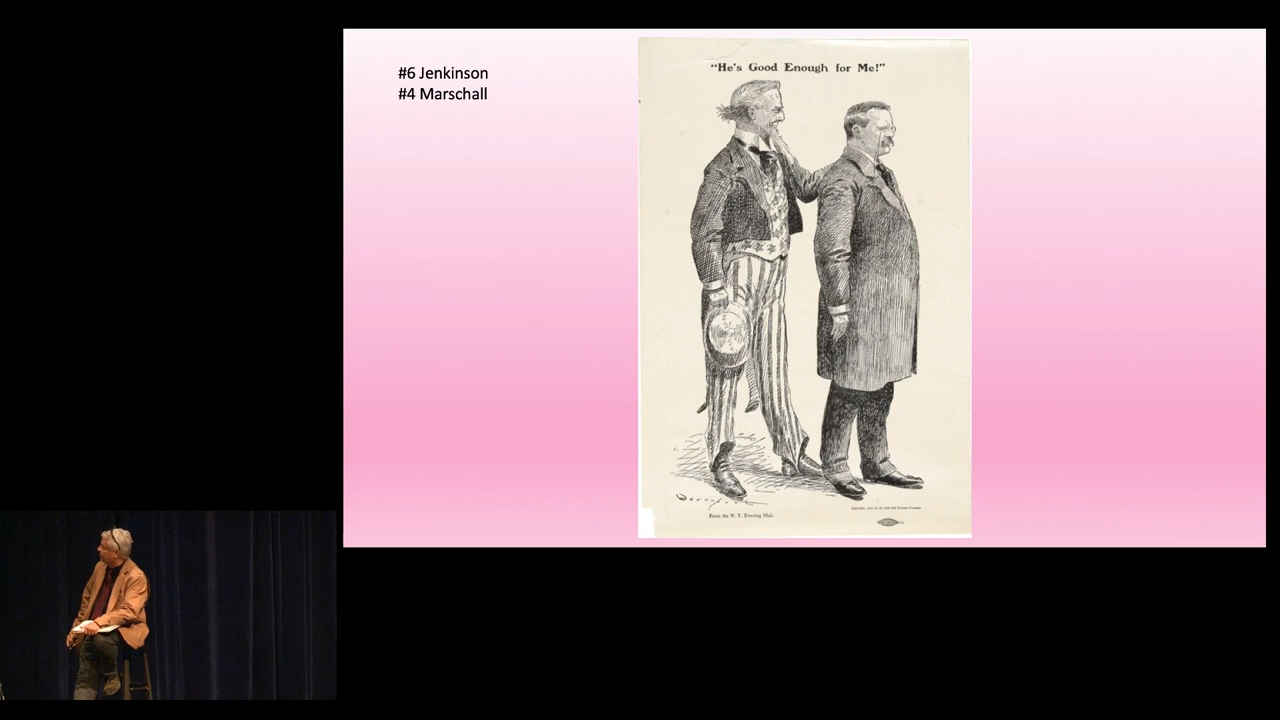 #6 Jenkinson
#4 Marschall
"He's Good Enough for Me!"
From the N. Y. Evening Mail.